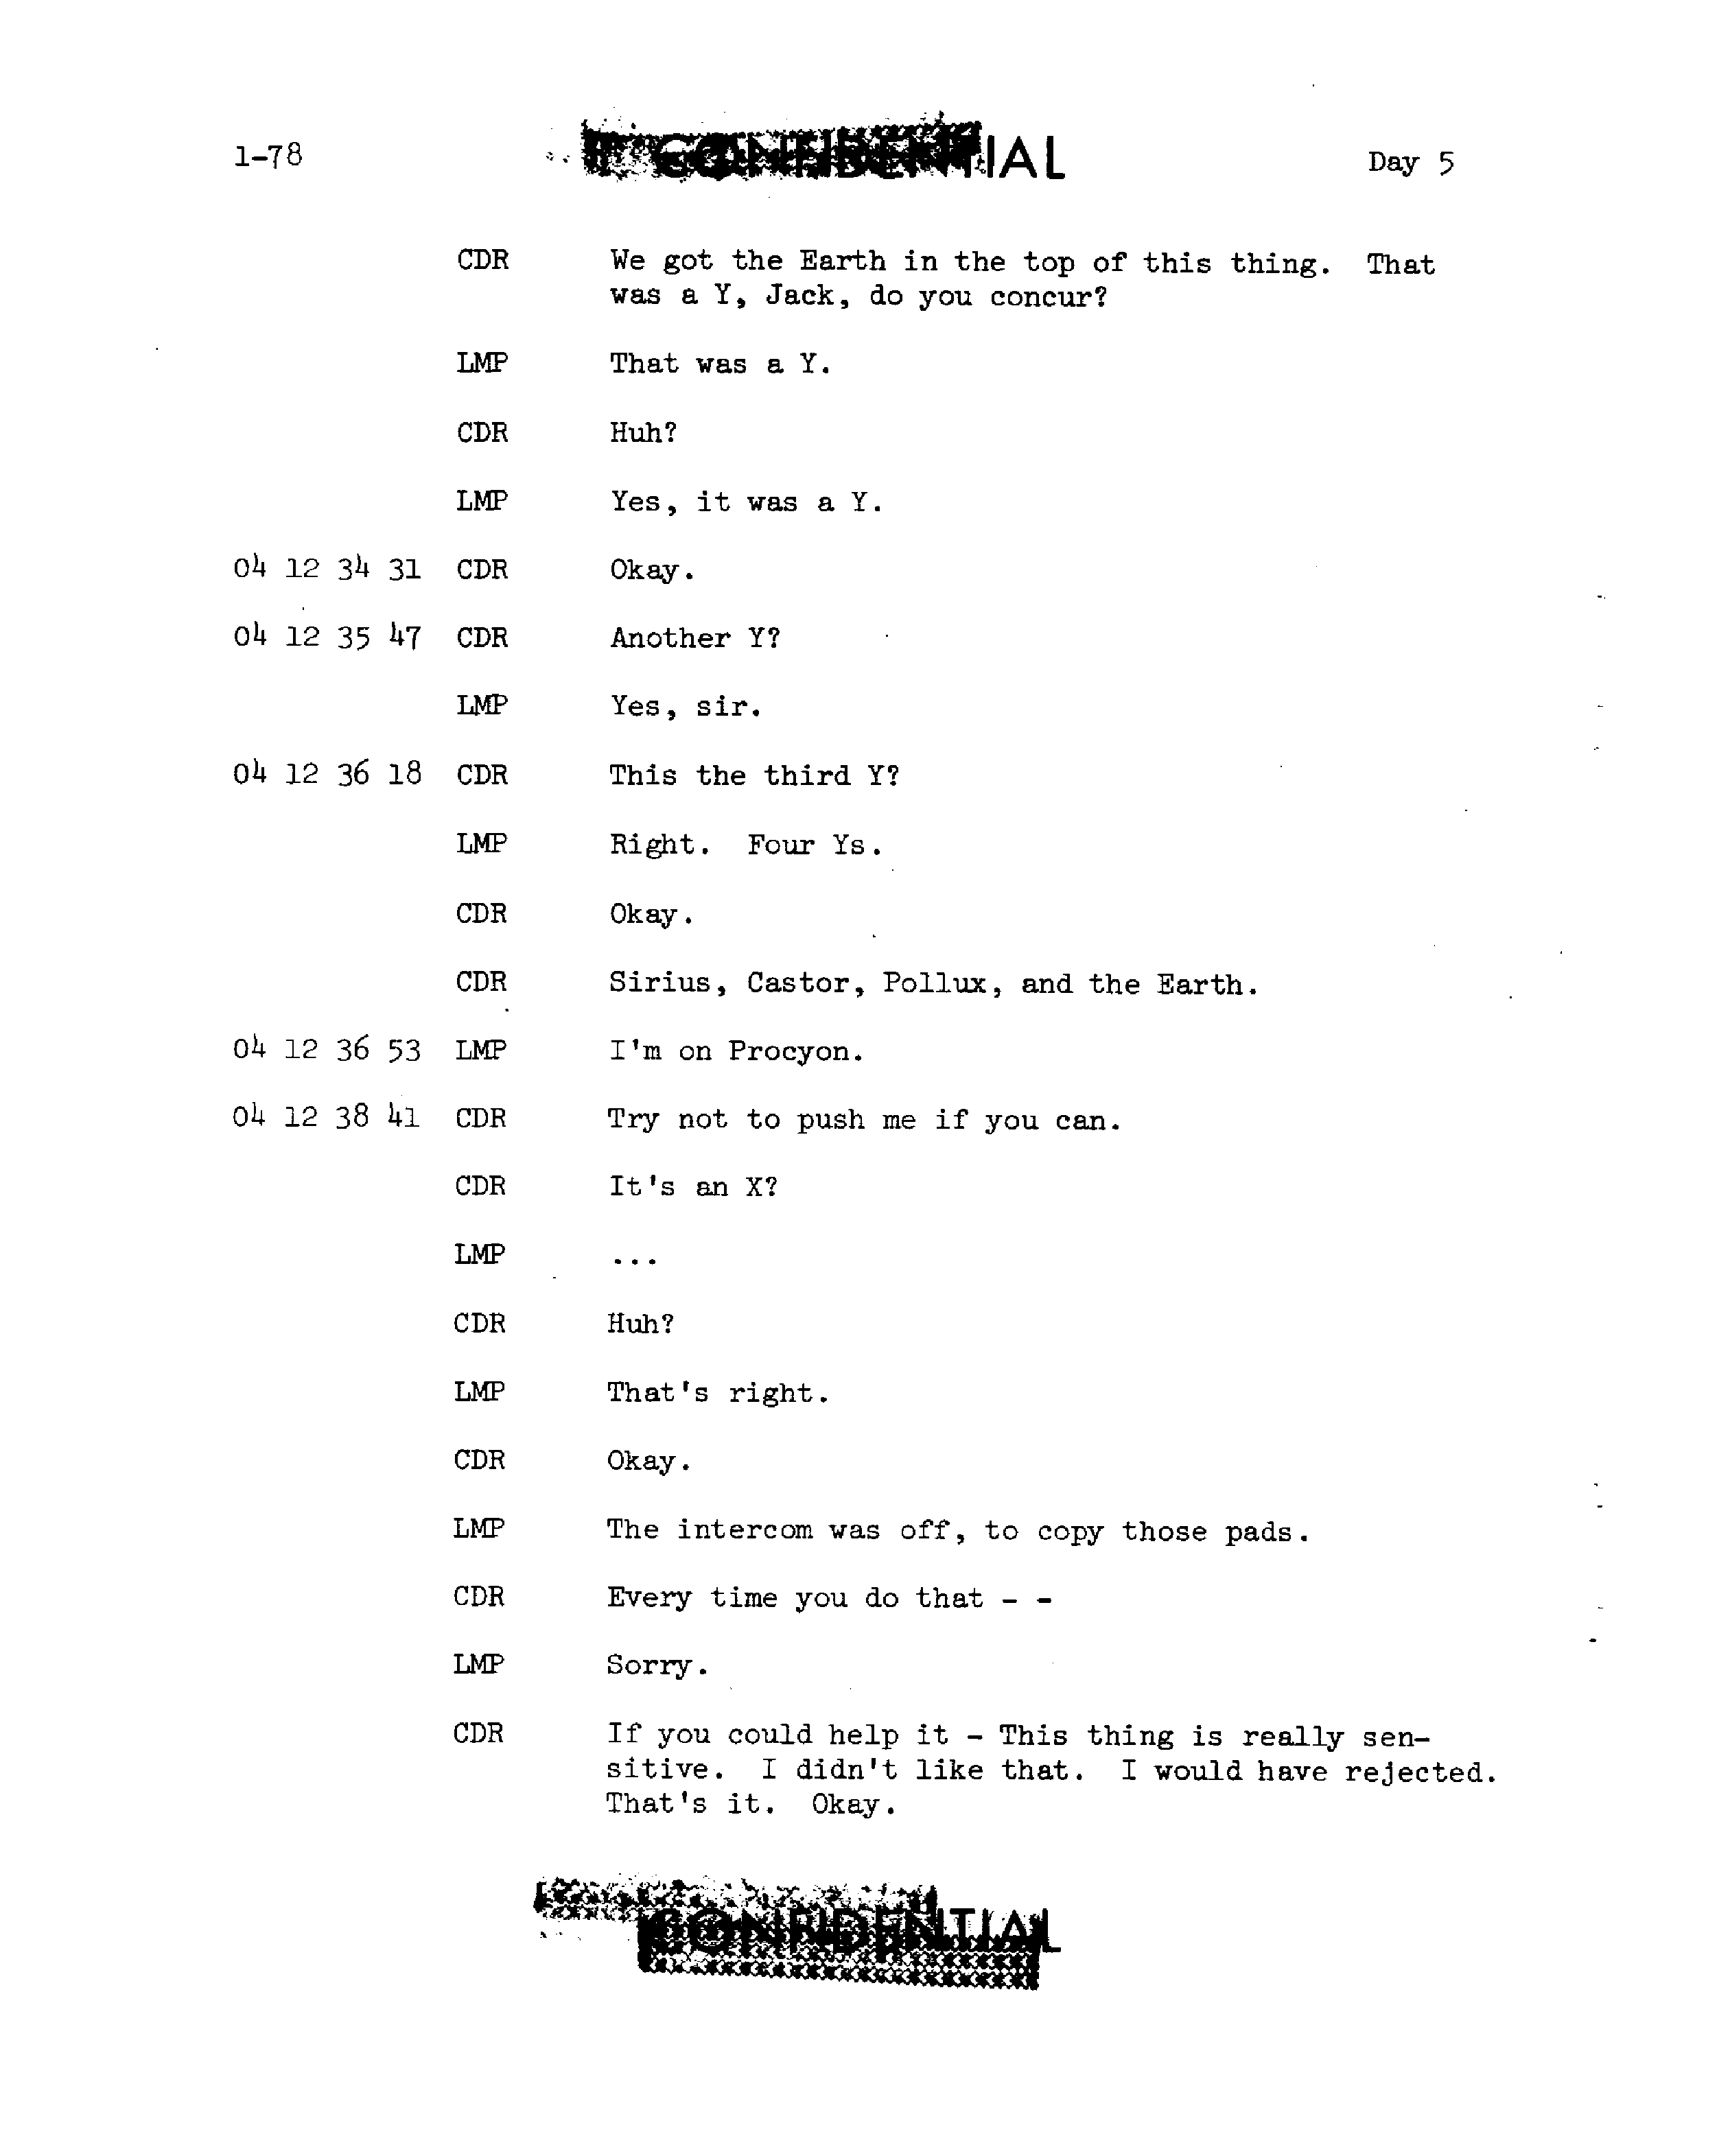 1-78 CONFIDENTIAL Day 5
CDR We got the Earth in the top of this thing. That
was a Y, Jack, do you concur?
LMP That was a Y.
CDR Huh?
LMP Yes, it was a Y.
04 12 34 31 CDR Okay.
04 12 35 47 CDR Another Y?
LMP Yes, sir.
04 12 36 18 CDR This the third Y?
LMP Right. Four Ys.
CDR Okay.
CDR Sirius, Castor, Pollux, and the Earth.
04 12 36 53 LMP I'm on Procyon.
04 12 38 41 CDR Try not to push me if you can.
CDR It's an X?
LMP ...
CDR Huh?
LMP That's right.
CDR Okay.
LMP The intercom was off, to copy those pads.
CDR Every time you do that - -
LMP Sorry.
CDR If you could help it - This thing is really sen-
sitive. I didn't like that. I would have rejected.
That's it. Okay.
CONFIDENTIAL